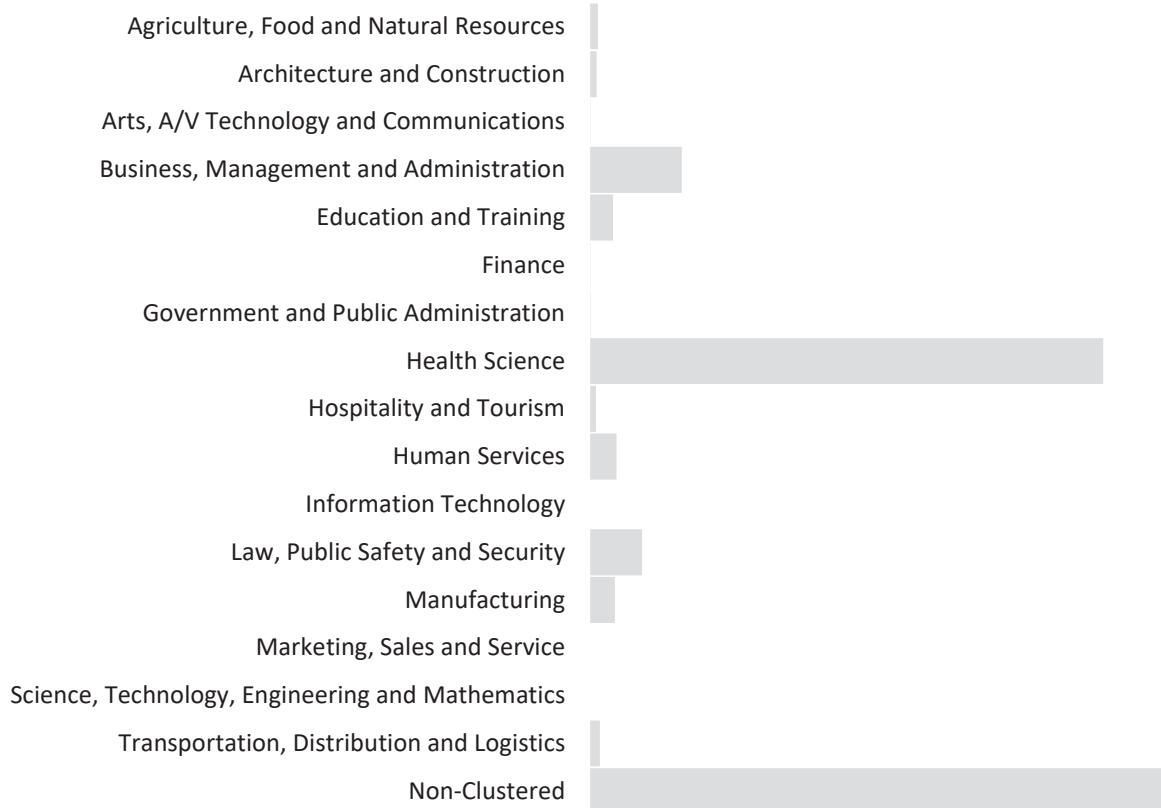 Agriculture, Food and Natural Resources
Architecture and Construction
Arts, A/V Technology and Communications
Business, Management and Administration
Education and Training
Finance
Government and Public Administration
Health Science
Hospitality and Tourism
Human Services
Information Technology
Law, Public Safety and Security
Manufacturing
Marketing, Sales and Service
Science, Technology, Engineering and Mathematics
Transportation, Distribution and Logistics
Non-Clustered